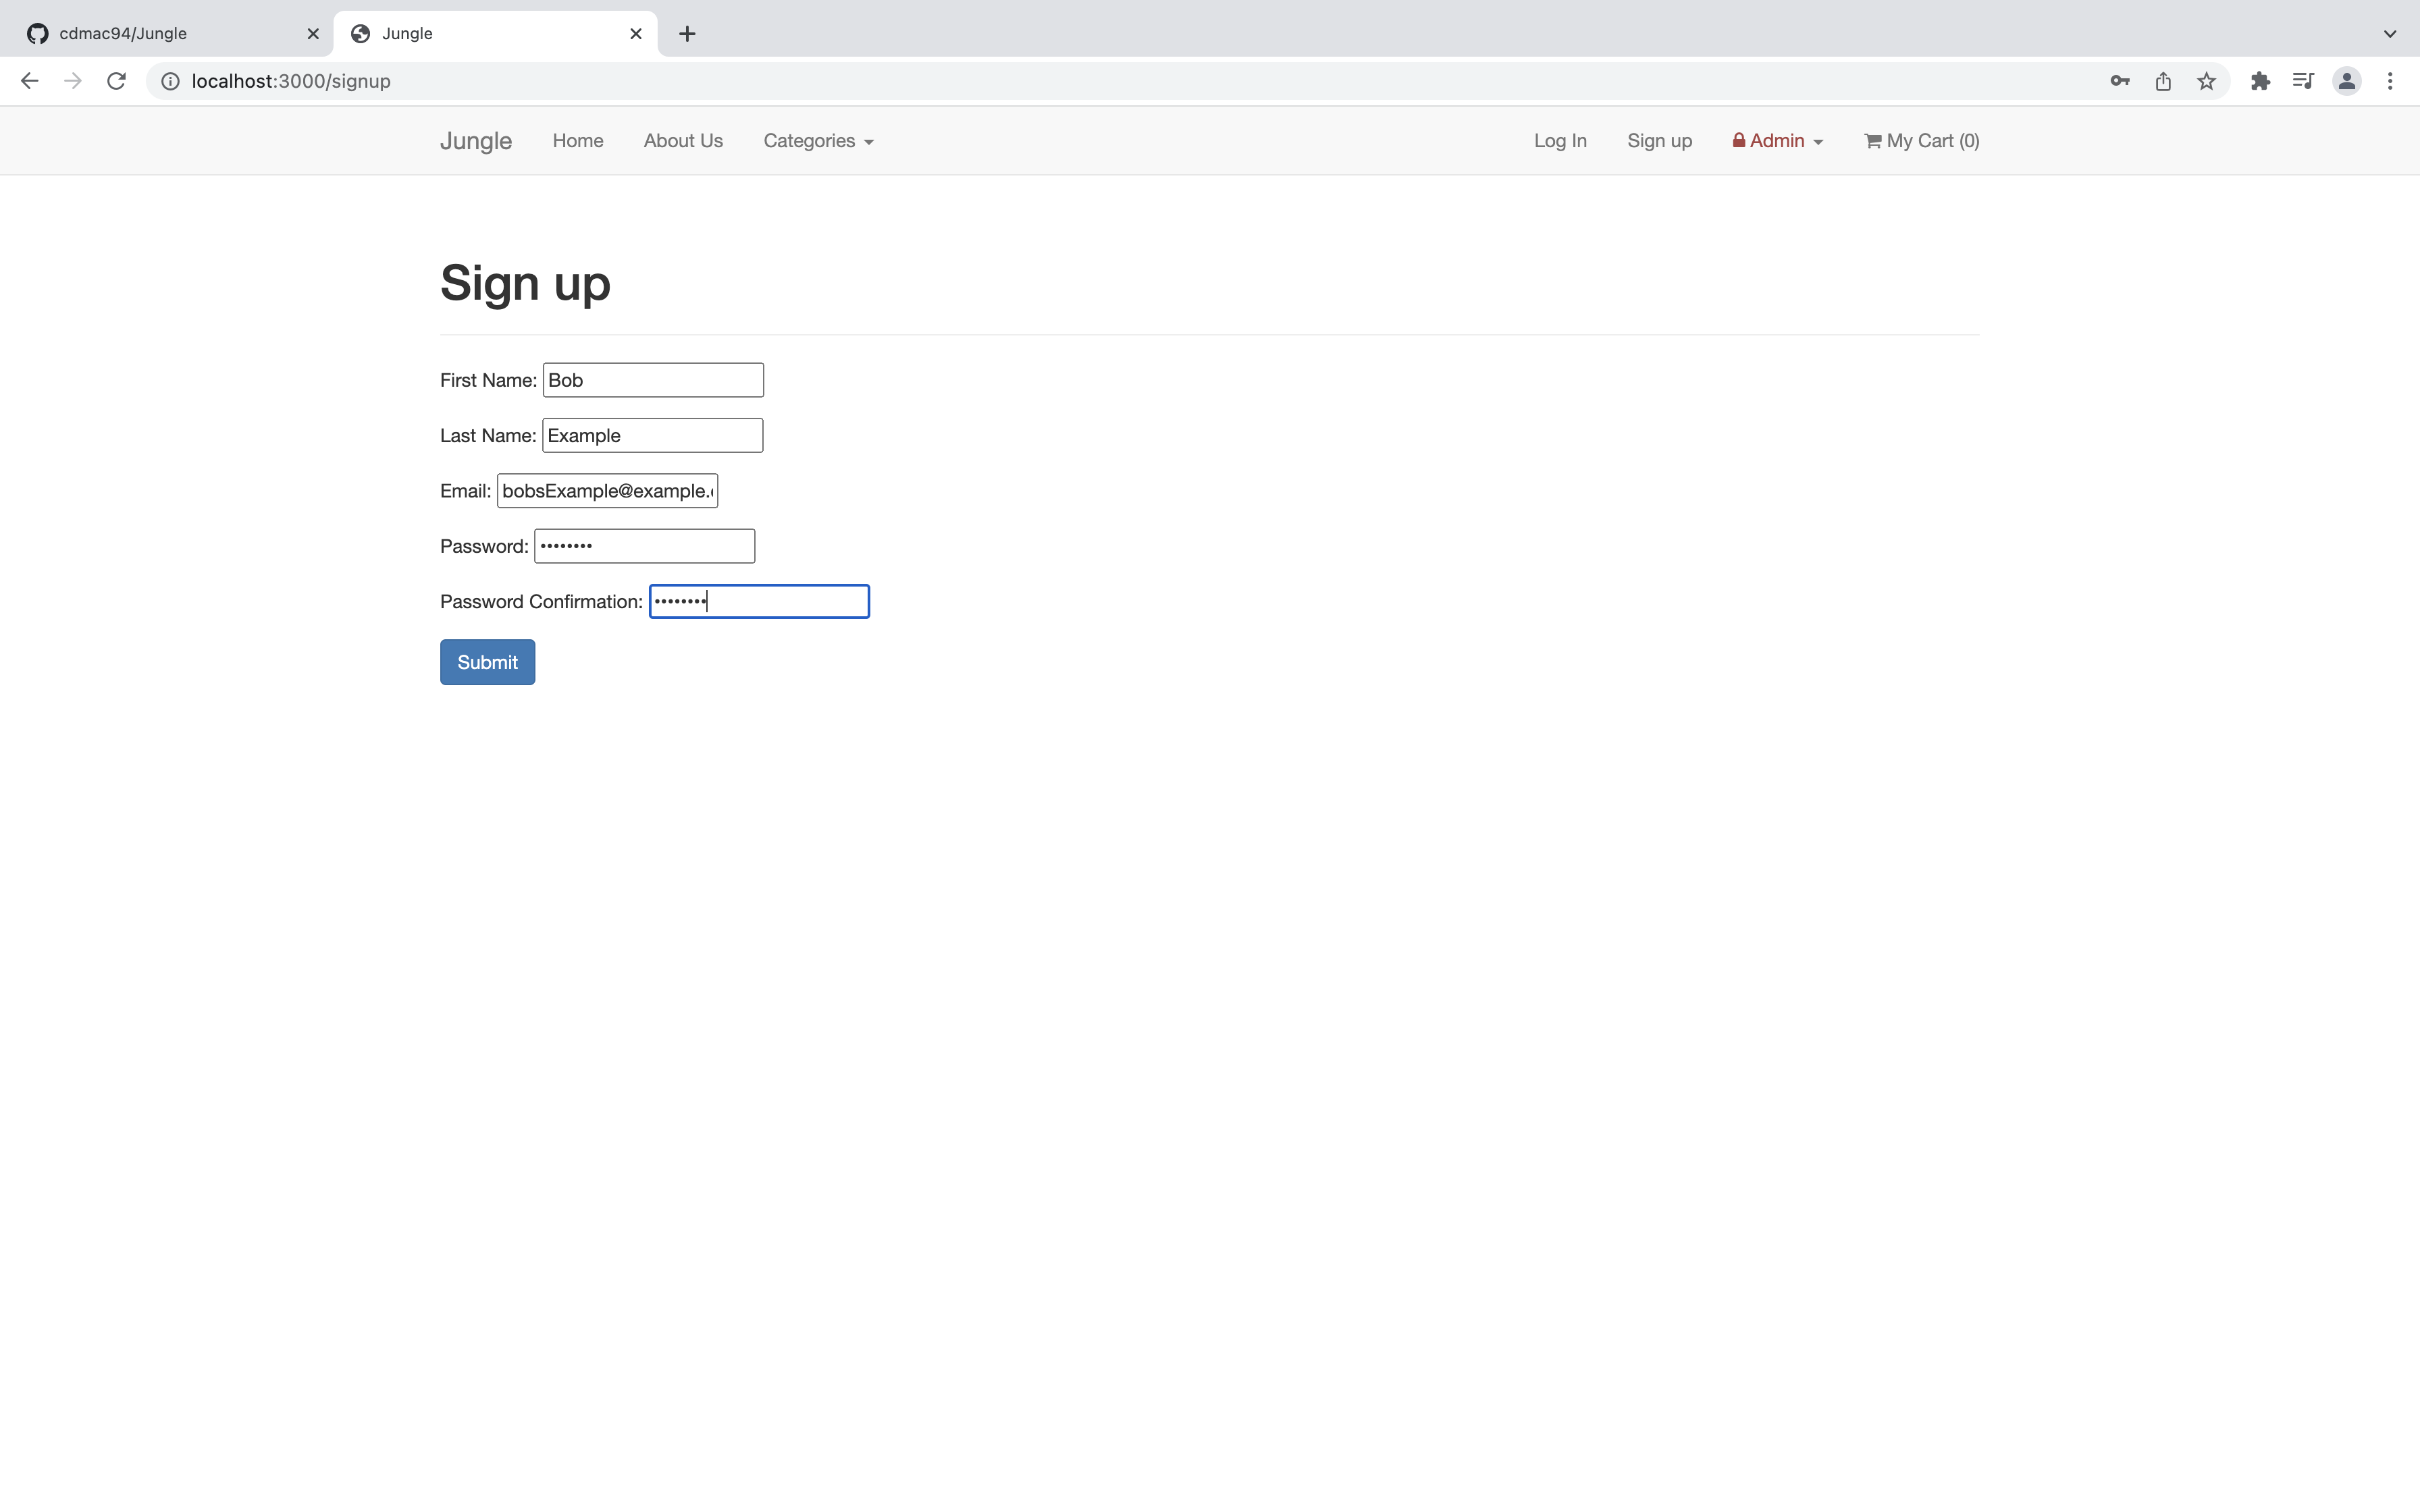 cdmac94/Jungle
Jungle
localhost:3000/signup
Jungle Home About Us Categories Log In Sign up Admin My Cart (0)
Sign up
First Name: Bob
Last Name: Example
Email: bobsExample@example.
Password: ••••••••
Password Confirmation: ••••••••
Submit